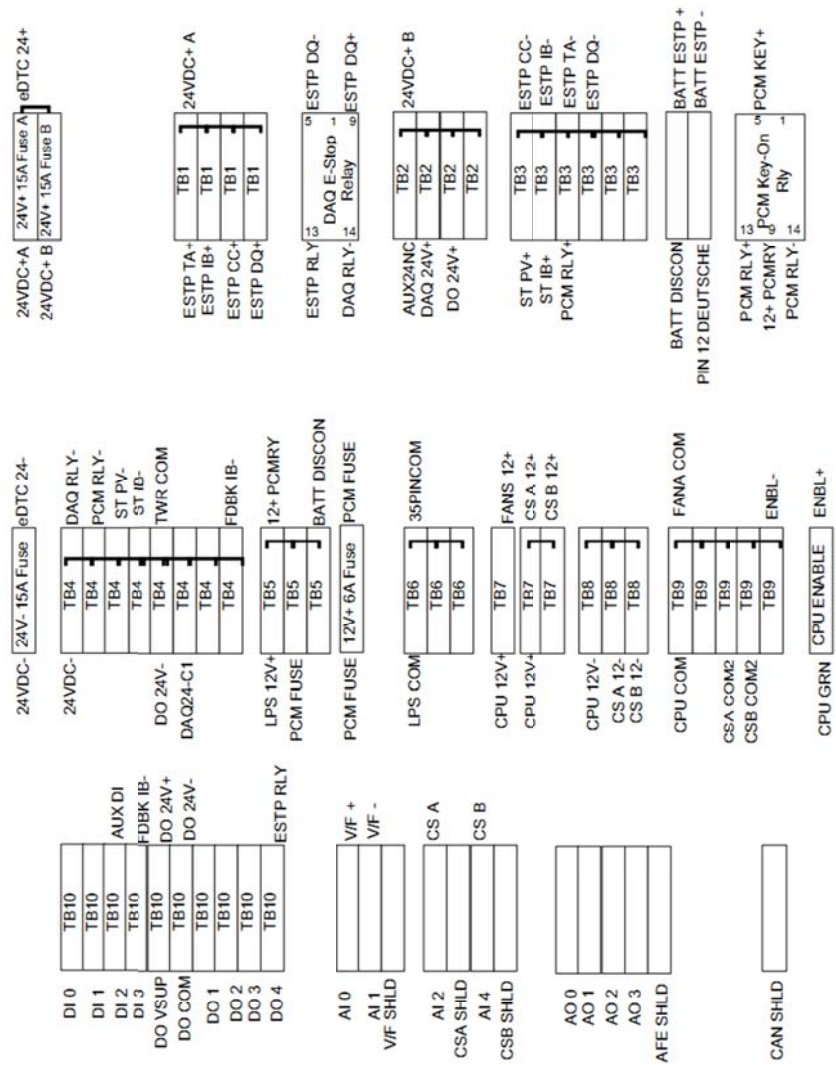 24VDC+A 24V+ 15A Fuse A eDTC 24+
24VDC+ B 24V+ 15A Fuse B
ESTP TA+ TB1 24VDC+ A
ESTP IB+ TB1
ESTP CC+ TB1
ESTP DQ+ TB1
ESTP RLY 13 5 ESTP DQ-
DAQ E-Stop Relay 1
DAQ RLY- 14 9 ESTP DQ+
AUX24NC TB2 24VDC+ B
DAQ 24V+ TB2
DO 24V+ TB2
TB2
TB3 ESTP CC-
ST PV+ TB3 ESTP IB-
ST IB+ TB3 ESTP TA-
PCM RLY+ TB3 ESTP DQ-
TB3
BATT DISCON BATT ESTP +
PIN 12 DEUTSCHE BATT ESTP -
PCM RLY+ 13 5 PCM KEY+
12+ PCMRY 9 PCM Key-On Rly
PCM RLY- 14 1
24VDC- 24V- 15A Fuse eDTC 24-
24VDC- TB4 DAQ RLY-
TB4 PCM RLY-
TB4 ST PV-
TB4 ST IB-
DO 24V- TB4 TWR COM
DAQ24-C1 TB4
TB4
TB4 FDBK IB-
LPS 12V+ TB5 12+ PCMRY
PCM FUSE TB5
TB5 BATT DISCON
PCM FUSE 12V+ 6A Fuse PCM FUSE
LPS COM TB6 35PINCOM
TB6
TB6
CPU 12V+ TB7 FANS 12+
CPU 12V+ TB7 CS A 12+
TB7 CS B 12+
CPU 12V- TB8
CS A 12- TB8
CS B 12- TB8
CPU COM TB9 FANA COM
TB9
CSA COM2 TB9
CSB COM2 TB9
TB9 ENBL-
CPU GRN CPU ENABLE ENBL+
DI 0 TB10
DI 1 TB10
DI 2 TB10 AUX DI
DI 3 TB10 FDBK IB-
DO VSUP TB10 DO 24V+
DO COM TB10 DO 24V-
DO 1 TB10
DO 2 TB10
DO 3 TB10
DO 4 TB10 ESTP RLY
AI 0 V/F +
AI 1 V/F -
V/F SHLD
AI 2 CS A
CSA SHLD
AI 4 CS B
CSB SHLD
AO 0
AO 1
AO 2
AO 3
AFE SHLD
CAN SHLD